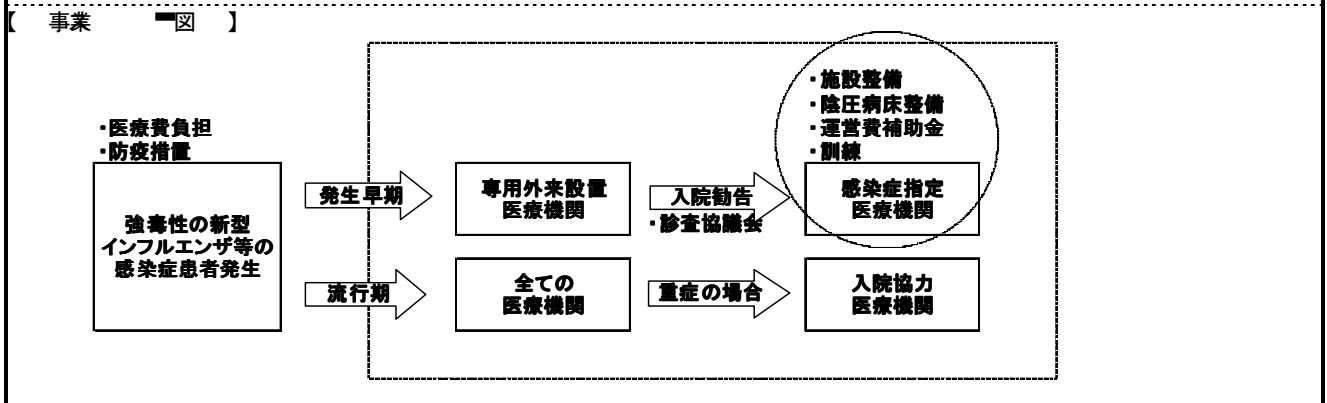 【 事業 図 】
・施設整備
・陰圧病床整備
・運営費補助金
・訓練
・医療費負担
・防疫措置
強毒性の新型
インフルエンザ等の
感染症患者発生
発生早期
専用外来設置
医療機関
入院勧告
・診査協議会
感染症指定
医療機関
流行期
全ての
医療機関
重症の場合
入院協力
医療機関